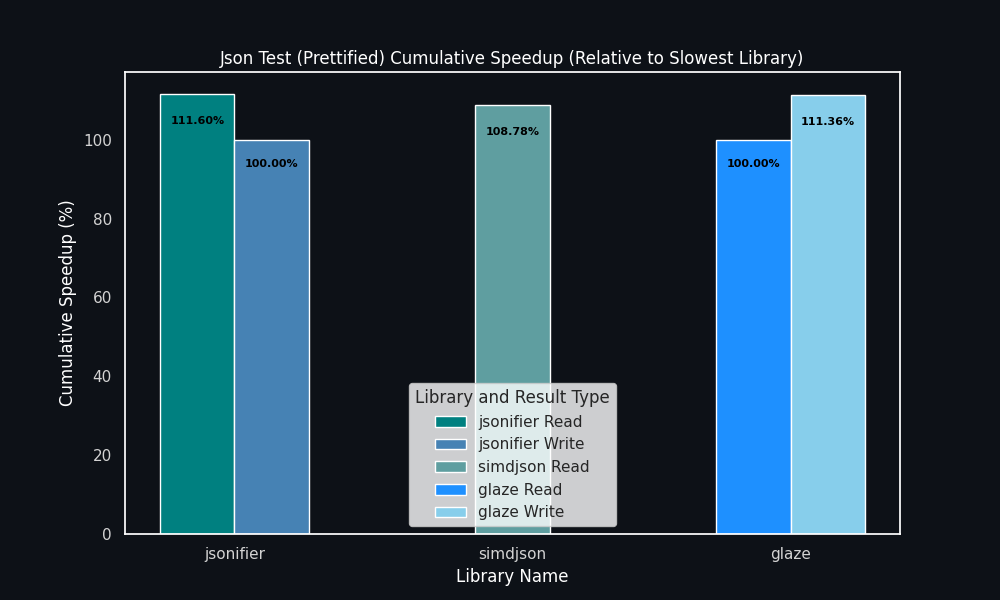 Json Test (Prettified) Cumulative Speedup (Relative to Slowest Library)
111.60%
100.00%
108.78%
100.00%
111.36%
Cumulative Speedup (%)
100
80
60
40
20
0
Library and Result Type
jsonifier Read
jsonifier Write
simdjson Read
glaze Read
glaze Write
jsonifier
simdjson
glaze
Library Name